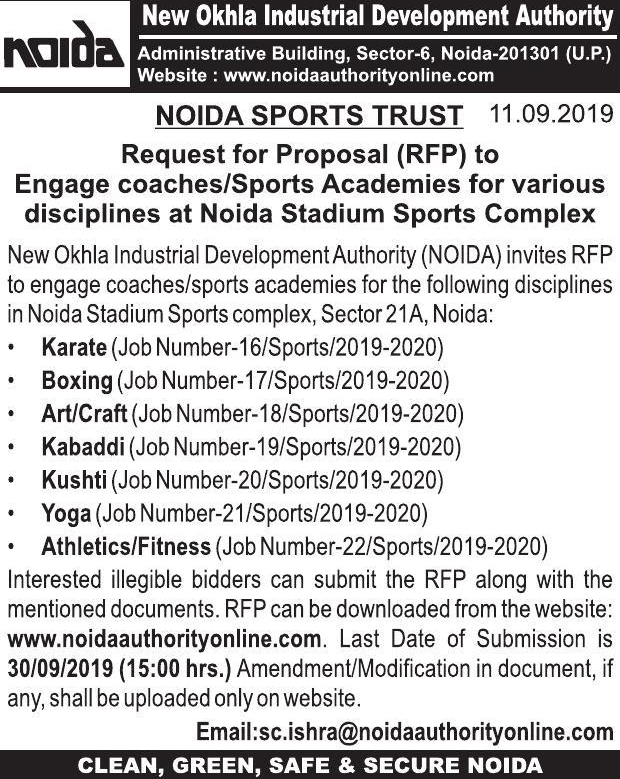 noida
New Okhla Industrial Development Authority
Administrative Building, Sector-6, Noida-201301 (U.P.)
Website : www.noidaauthorityonline.com
NOIDA SPORTS TRUST 11.09.2019
Request for Proposal (RFP) to
Engage coaches/Sports Academies for various
disciplines at Noida Stadium Sports Complex
New Okhla Industrial Development Authority (NOIDA) invites RFP
to engage coaches/sports academies for the following disciplines
in Noida Stadium Sports complex, Sector 21A, Noida:
• Karate (Job Number-16/Sports/2019-2020)
• Boxing (Job Number-17/Sports/2019-2020)
• Art/Craft (Job Number-18/Sports/2019-2020)
• Kabaddi (Job Number-19/Sports/2019-2020)
• Kushti (Job Number-20/Sports/2019-2020)
• Yoga (Job Number-21/Sports/2019-2020)
• Athletics/Fitness (Job Number-22/Sports/2019-2020)
Interested illegible bidders can submit the RFP along with the
mentioned documents. RFP can be downloaded from the website:
www.noidaauthorityonline.com. Last Date of Submission is
30/09/2019 (15:00 hrs.) Amendment/Modification in document, if
any, shall be uploaded only on website.
Email:sc.ishra@noidaauthorityonline.com
CLEAN, GREEN, SAFE & SECURE NOIDA